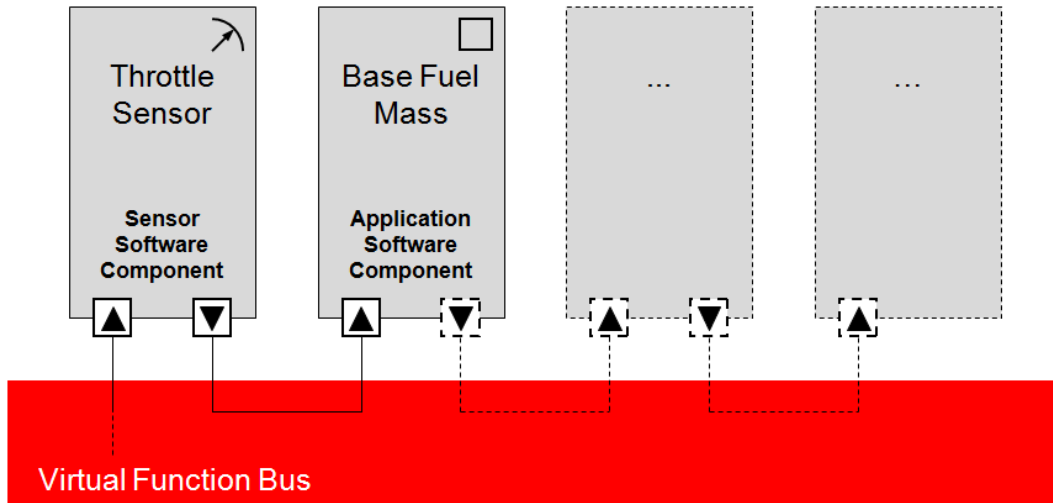 Throttle
Sensor
Sensor
Software
Component
Base Fuel
Mass
Application
Software
Component
...
...
Virtual Function Bus